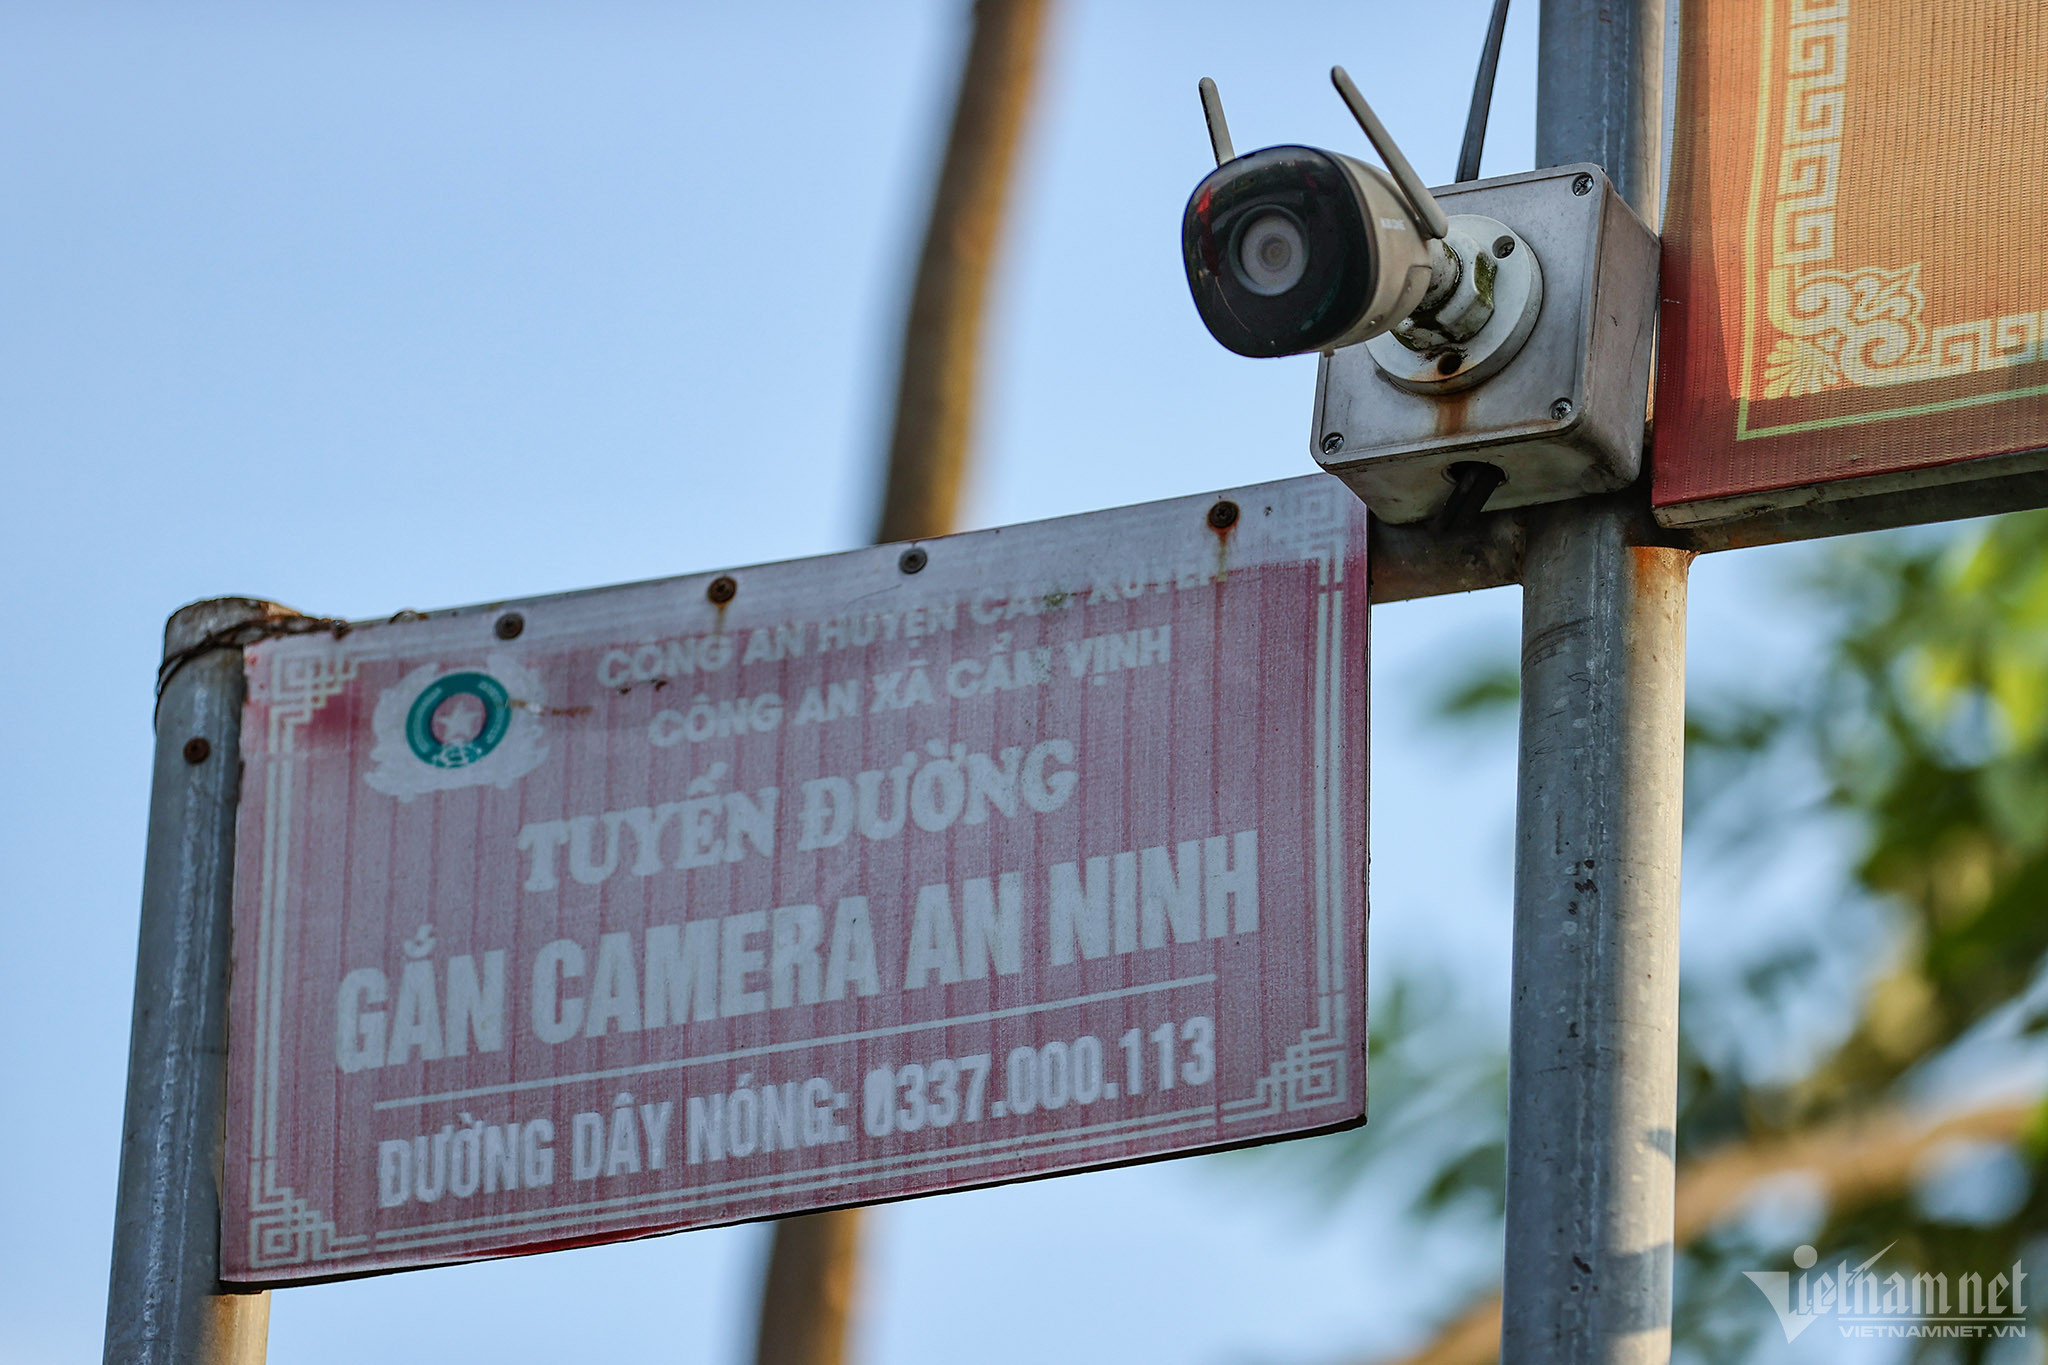 CÔNG AN HUYỆN CẨM XUYÊN
CÔNG AN XÃ CẨM VỊNH
TUYẾN ĐƯỜNG
GẮN CAMERA AN NINH
ĐƯỜNG DÂY NÓNG: 0337.000.113
Vietnamnet
VIETNAMNET.VN